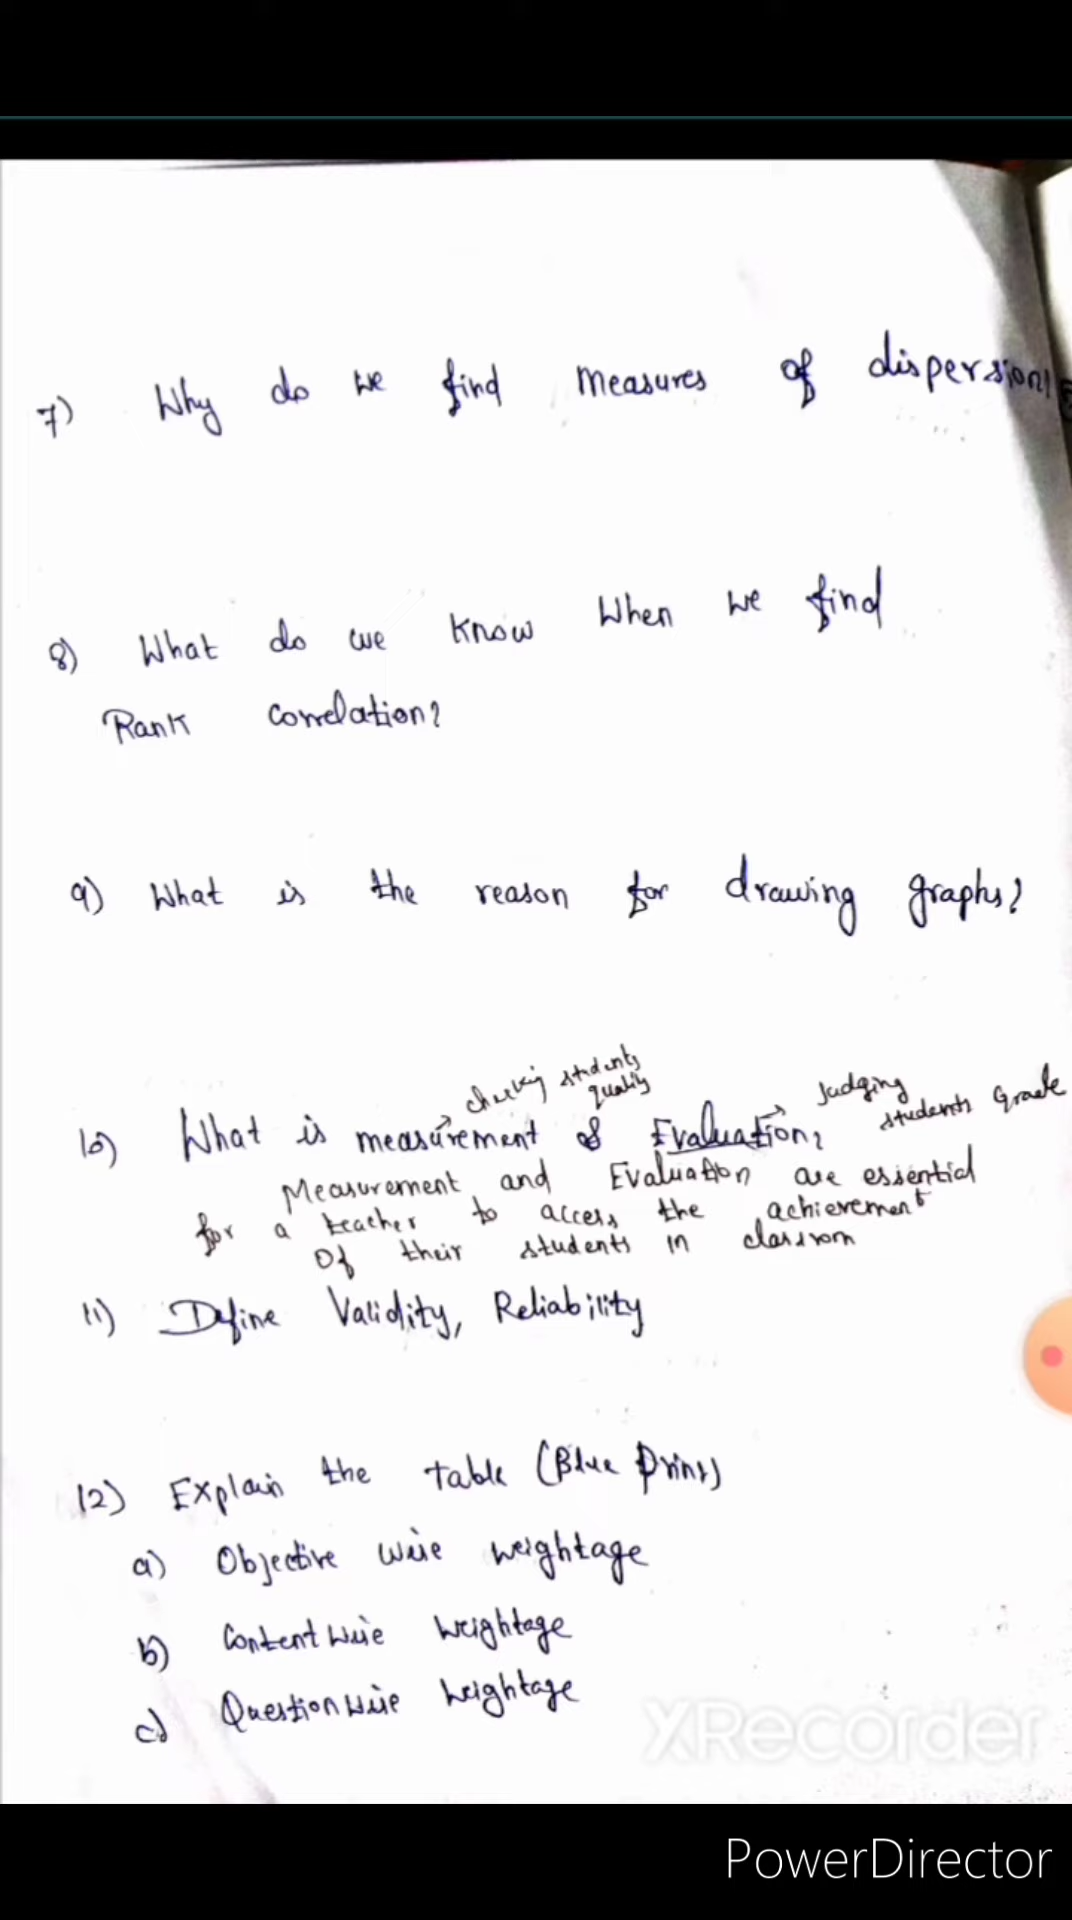 7) Why do we find measures of dispersion?
8) What do we know when we find
Rank correlation?
9) What is the reason for drawing graphs?
checking students
quality
Judging
students grade
10) What is measurement & Evaluation?
Measurement and Evaluation are essential
for a teacher to access the achievement
Of their students in classrom
11) Define Validity, Reliability
12) Explain the table (Blue Print)
a) Objective wise weightage
b) Content wise weightage
c) Question wise weightage
XRecorder
PowerDirector